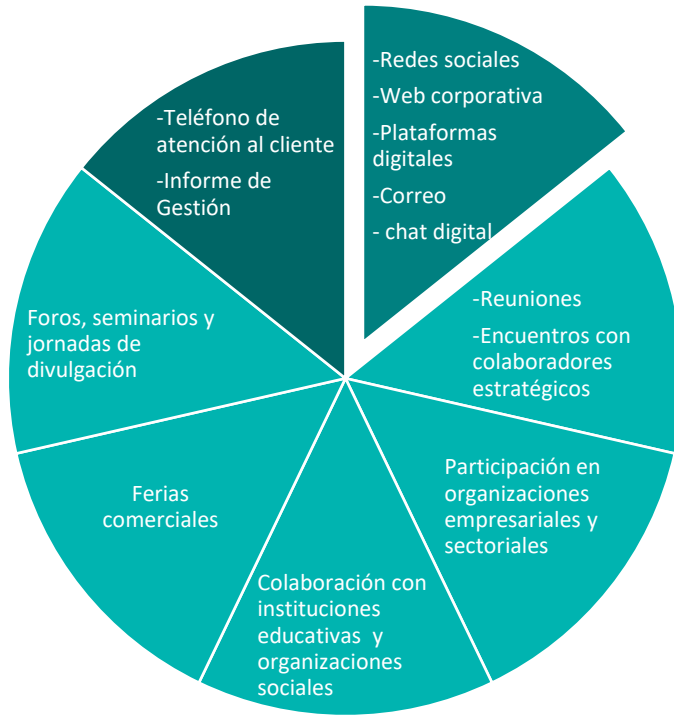 -Redes sociales
-Web corporativa
-Plataformas
digitales
-Correo
- chat digital
-Reuniones
-Encuentros con
colaboradores
estratégicos
Participación en
organizaciones
empresariales y
sectoriales
Colaboración con
instituciones
educativas  y
organizaciones
sociales
Ferias
comerciales
Foros, seminarios y
jornadas de
divulgación
-Teléfono de
atención al cliente
-Informe de
Gestión